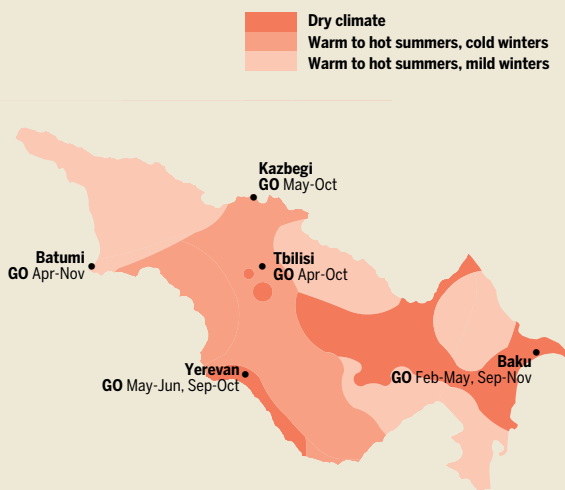 Dry climate
Warm to hot summers, cold winters
Warm to hot summers, mild winters
Kazbegi
GO May-Oct
Batumi
GO Apr-Nov
Tbilisi
GO Apr-Oct
Yerevan
GO May-Jun, Sep-Oct
Baku
GO Feb-May, Sep-Nov